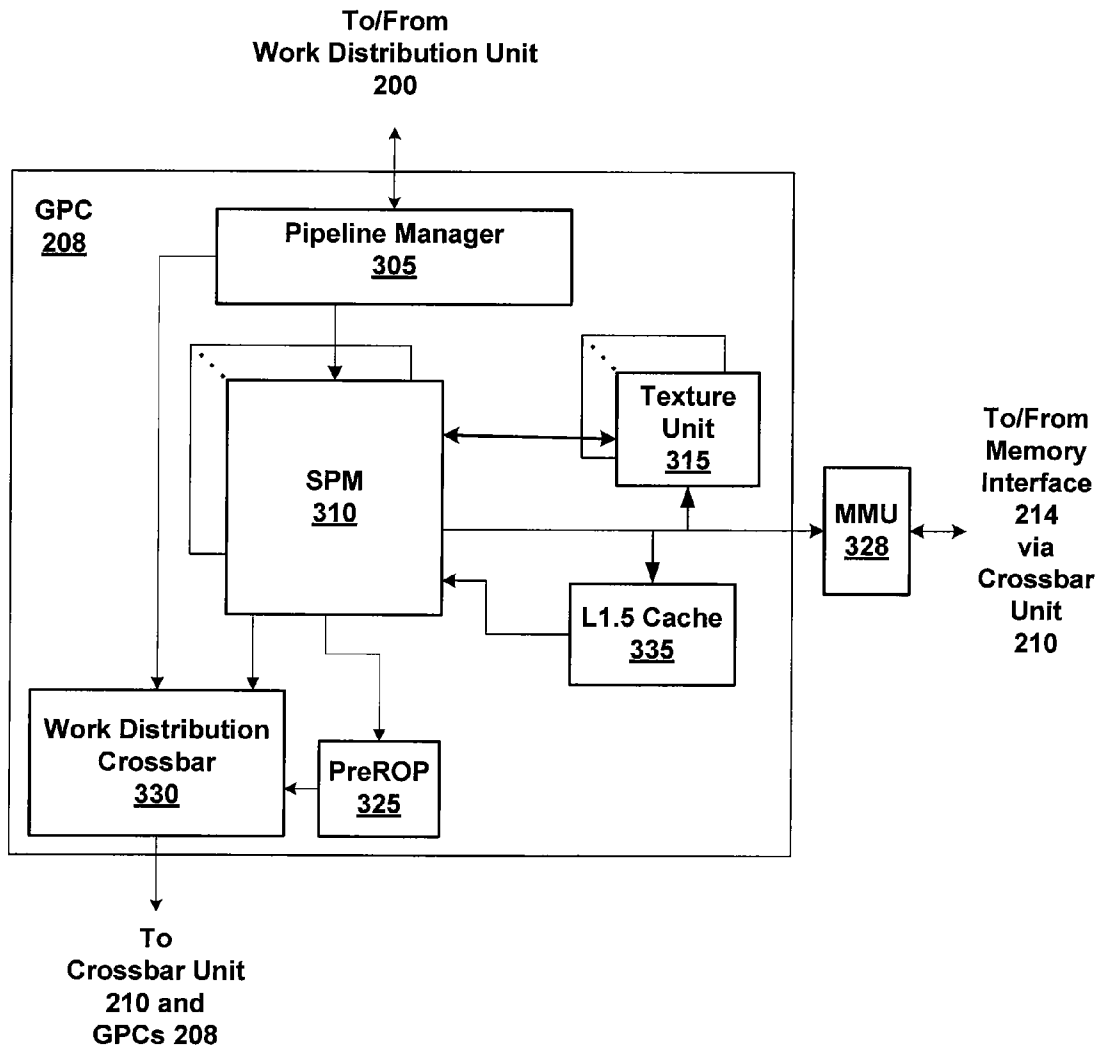 To/From
Work Distribution Unit
200
GPC
208
Pipeline Manager
305
SPM
310
Texture
Unit
315
MMU
328
To/From
Memory
Interface
214
via
Crossbar
Unit
210
L1.5 Cache
335
Work Distribution
Crossbar
330
PreROP
325
To
Crossbar Unit
210 and
GPCs 208